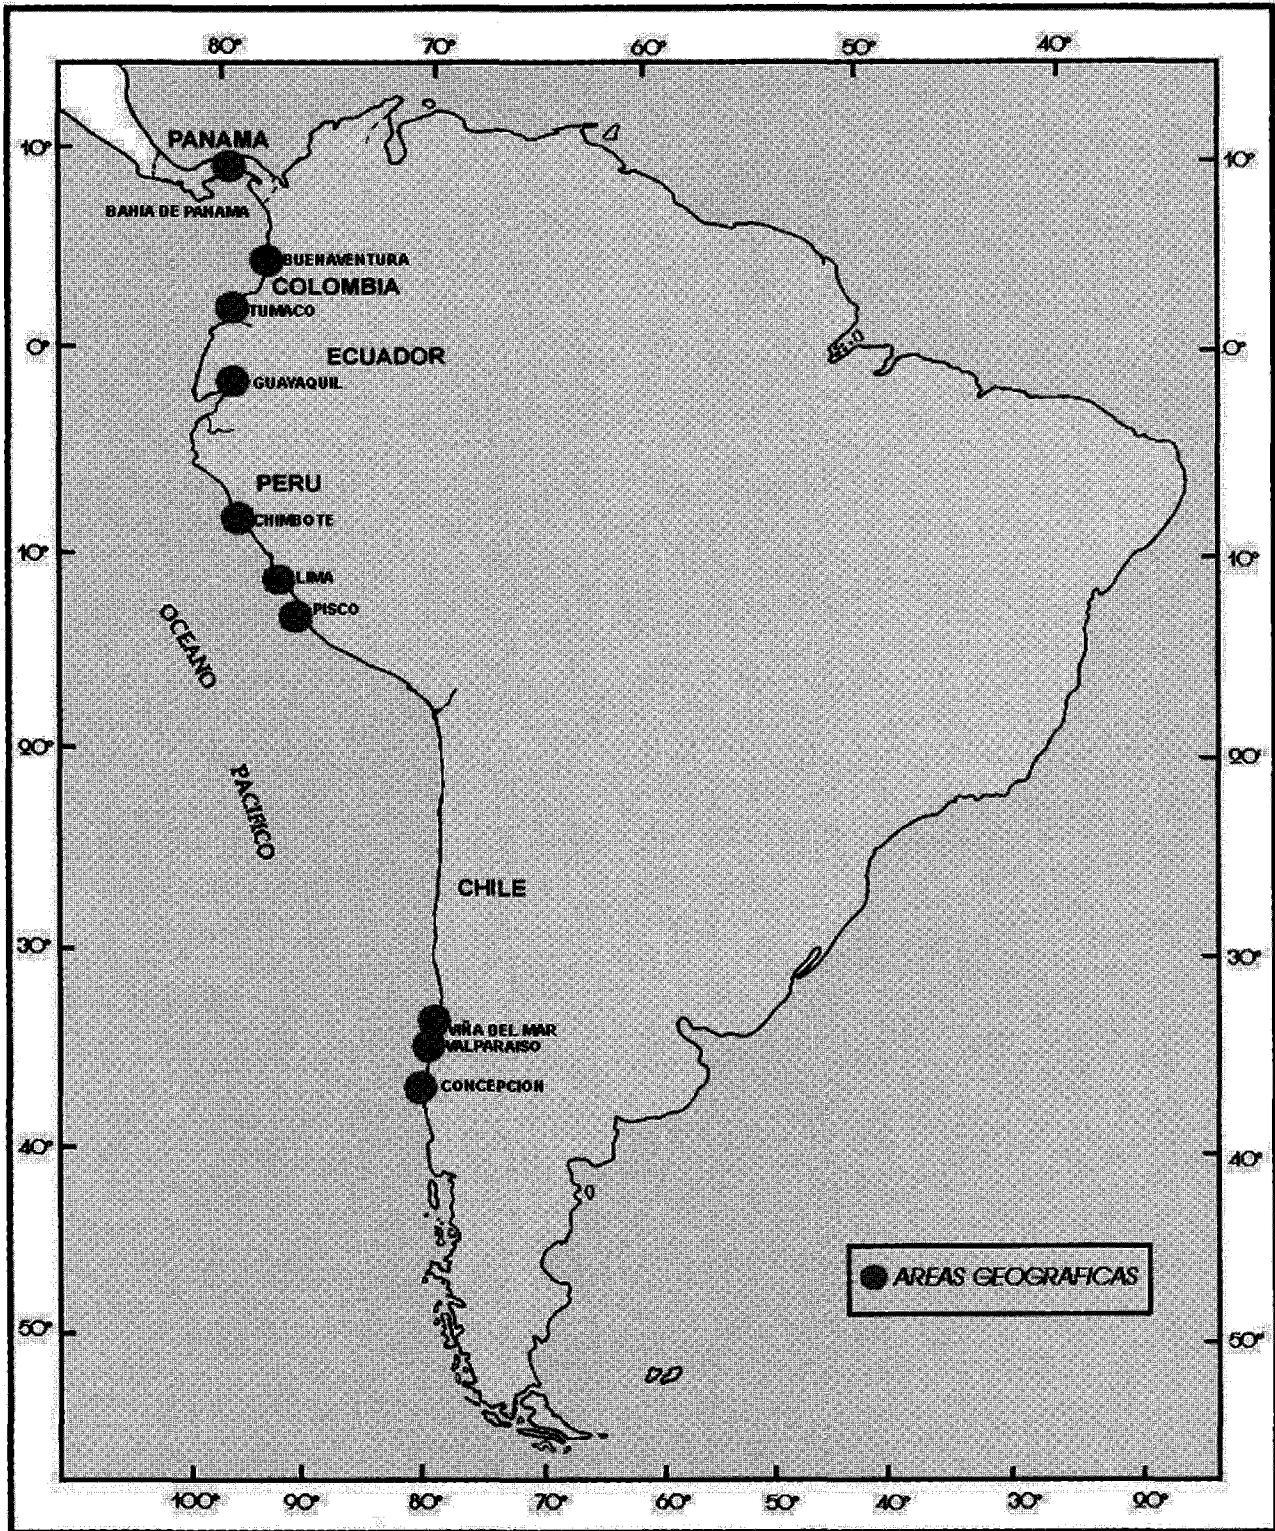 80° 70° 60° 50° 40°
PANAMA
10° 10°
BAHIA DE PANAMA
BUENAVENTURA
COLOMBIA
TUMACO
0° 0°
ECUADOR
GUAYAQUIL
PERU
CHIMBOTE
10° 10°
LIMA
PISCO
OCEANO
20° 20°
PACIFICO
CHILE
30° 30°
VIÑA DEL MAR
VALPARAISO
CONCEPCION
40° 40°
AREAS GEOGRAFICAS
50° 50°
100° 90° 80° 70° 60° 50° 40° 30° 20°